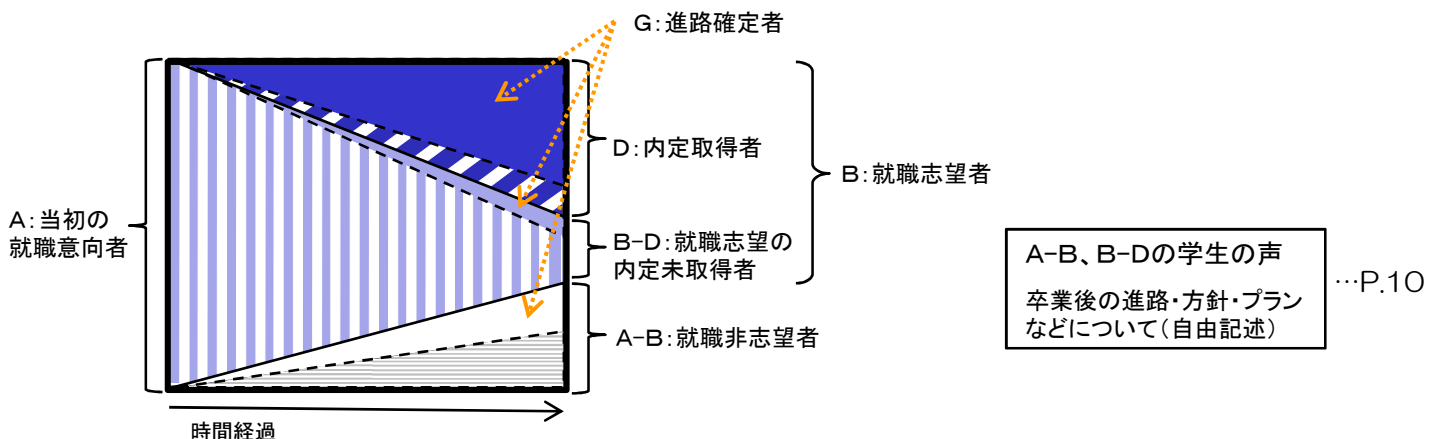 G:進路確定者
D:内定取得者
B:就職志望者
A:当初の
就職意向者
B-D:就職志望の
内定未取得者
A-B:就職非志望者
時間経過
A-B、B-Dの学生の声
卒業後の進路・方針・プラン
などについて(自由記述)
…P.10